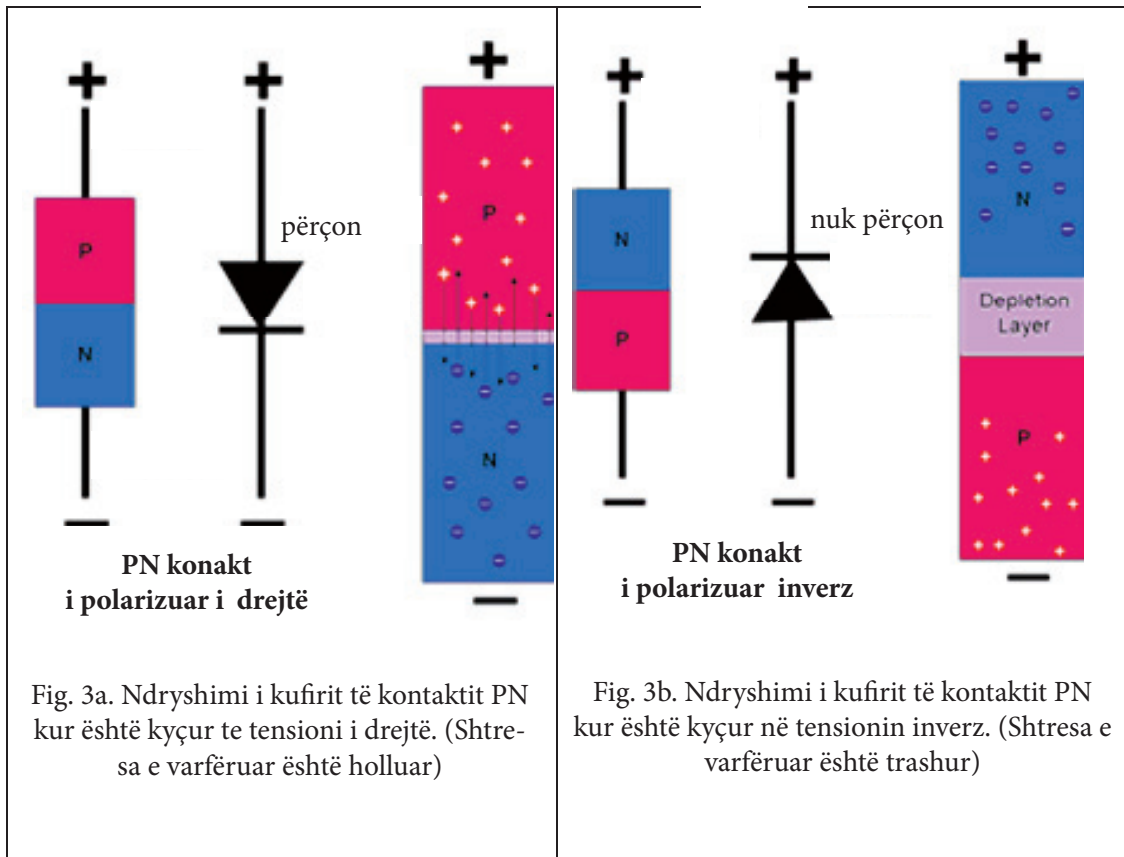 +
+
+
përçon
P
N
P
N
−
−
−
PN konakt
i polarizuar i drejtë
Fig. 3a. Ndryshimi i kufirit të kontaktit PN
kur është kyçur te tensioni i drejtë. (Shtre-
sa e varfëruar është holluar)
+
+
+
nuk përçon
N
P
N
Depletion
Layer
P
−
−
−
PN konakt
i polarizuar inverz
Fig. 3b. Ndryshimi i kufirit të kontaktit PN
kur është kyçur në tensionin inverz. (Shtresa e
varfëruar është trashur)